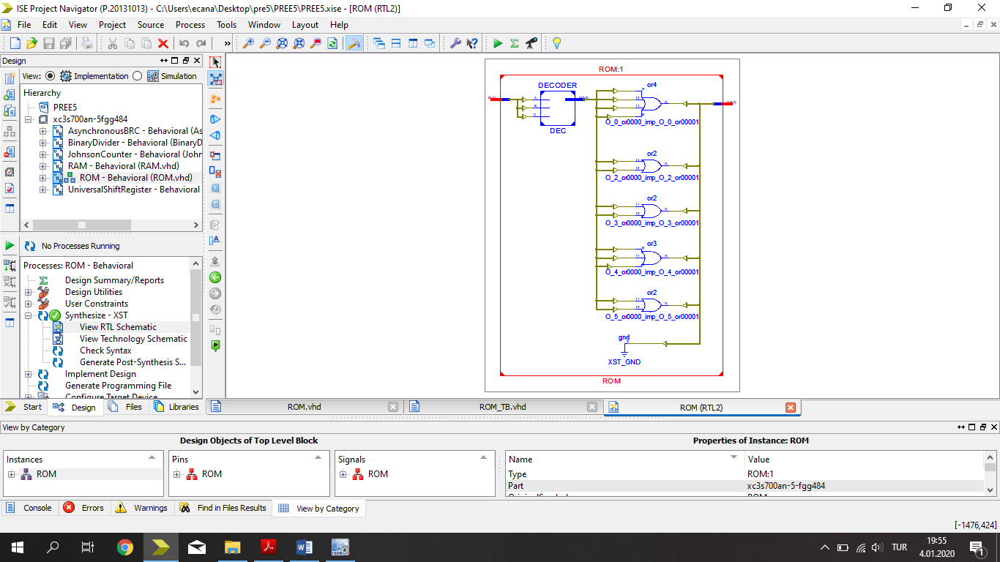 ISE Project Navigator (P.20131013) - C:\Users\ecana\Desktop\pre5\PREE5\PREE5.xise - [ROM (RTL2)]
File Edit View Project Source Process Tools Window Layout Help
»
Design
View: Implementation Simulation
Hierarchy
PREE5
xc3s700an-5fgg484
AsynchronousBRC - Behavioral (As
BinaryDivider - Behavioral (BinaryD
JohnsonCounter - Behavioral (John
RAM - Behavioral (RAM.vhd)
ROM - Behavioral (ROM.vhd)
UniversalShiftRegister - Behavioral
No Processes Running
Processes: ROM - Behavioral
Design Summary/Reports
Design Utilities
User Constraints
Synthesize - XST
View RTL Schematic
View Technology Schematic
Check Syntax
Generate Post-Synthesis S...
Implement Design
Generate Programming File
Configure Target Device
Start Design Files Libraries
ROM:1
DECODER
A
B
C
DEC
or4
O_0_or0000_imp_O_0_or00001
or2
O_2_or0000_imp_O_2_or00001
or2
O_3_or0000_imp_O_3_or00001
or3
O_4_or0000_imp_O_4_or00001
or2
O_5_or0000_imp_O_5_or00001
gnd
XST_GND
ROM
ROM.vhd ROM_TB.vhd ROM (RTL2)
View by Category
Design Objects of Top Level Block Properties of Instance: ROM
Instances Pins Signals Name Value
ROM ROM ROM Type ROM:1
Part xc3s700an-5-fgg484
Console Errors Warnings Find in Files Results View by Category
[-1476,424]
TUR
19:55
4.01.2020
1